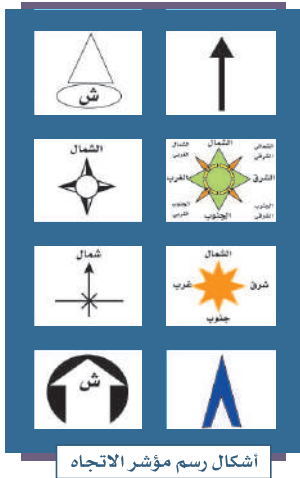 ش
الشمالي الشمال الشمال
الشرقي الغربي
الشرق الغرب
الجنوب الجنوب
الشرقي الجنوب الغربي
الشمال
الشمال
شرق غرب
جنوب
شمال
ش
أشكال رسم مؤشر الاتجاه